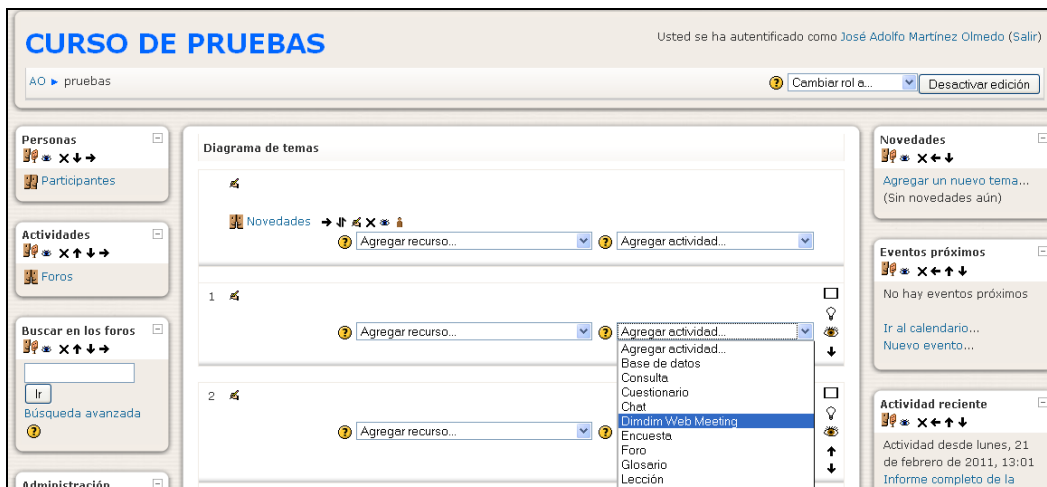 CURSO DE PRUEBAS
Usted se ha autentificado como José Adolfo Martínez Olmedo (Salir)
AO ► pruebas
Cambiar rol a...
Desactivar edición
Personas
Participantes
Actividades
Foros
Buscar en los foros
Ir
Búsqueda avanzada
Administración
Diagrama de temas
Novedades
Agregar recurso...
Agregar actividad...
1
Agregar recurso...
Agregar actividad...
Agregar actividad...
Base de datos
Consulta
Cuestionario
Chat
Dimdim Web Meeting
Encuesta
Foro
Glosario
Lección
2
Agregar recurso...
Novedades
Agregar un nuevo tema...
(Sin novedades aún)
Eventos próximos
No hay eventos próximos
Ir al calendario...
Nuevo evento...
Actividad reciente
Actividad desde lunes, 21
de febrero de 2011, 13:01
Informe completo de la